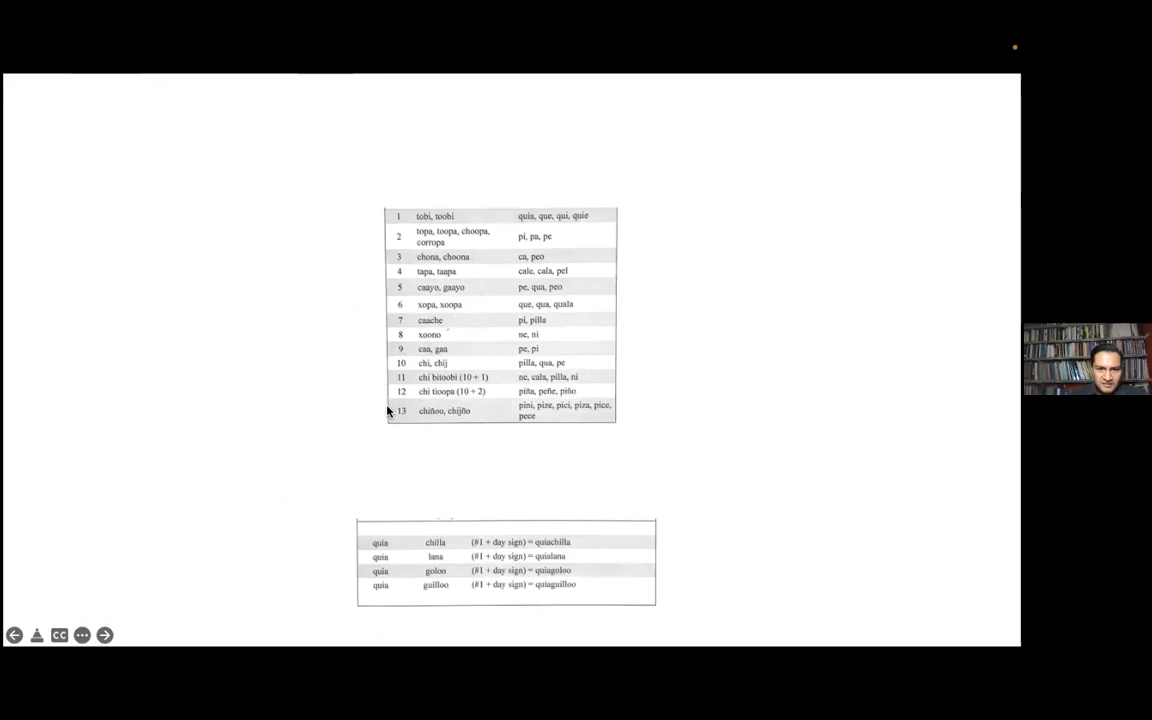 1 tobi, toobi quia, que, qui, quie
2 topa, toopa, choopa, corropa pi, pa, pe
3 chona, choona ca, peo
4 tapa, taapa cale, cala, pel
5 caayo, gaayo pe, qua, peo
6 xopa, xoopa que, qua, quala
7 caache pi, pilla
8 xoono ne, ni
9 caa, gaa pe, pi
10 chi, chij pilla, qua, pe
11 chi bitoobi (10 + 1) ne, cala, pilla, ni
12 chi tioopa (10 + 2) piña, peñe, piño
13 chiñoo, chijño pini, pize, pici, piza, pice, pece
quia chilla (#1 + day sign) = quiachilla
quia lana (#1 + day sign) = quialana
quia goloo (#1 + day sign) = quiagoloo
quia guilloo (#1 + day sign) = quiaguilloo
CC